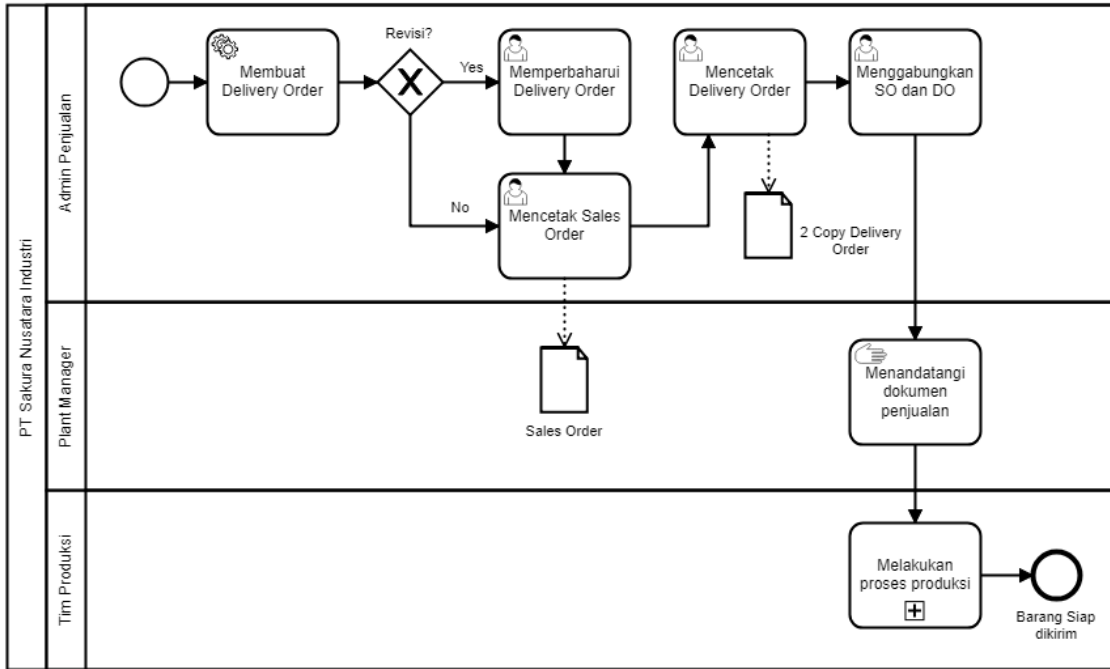 PT Sakura Nusatara Industri
Admin Penjualan
Membuat
Delivery Order
Revisi?
Yes
No
Memperbaharui
Delivery Order
Mencetak Sales
Order
Sales Order
Mencetak
Delivery Order
2 Copy Delivery
Order
Menggabungkan
SO dan DO
Plant Manager
Menandatangi
dokumen
penjualan
Tim Produksi
Melakukan
proses produksi
Barang Siap
dikirim